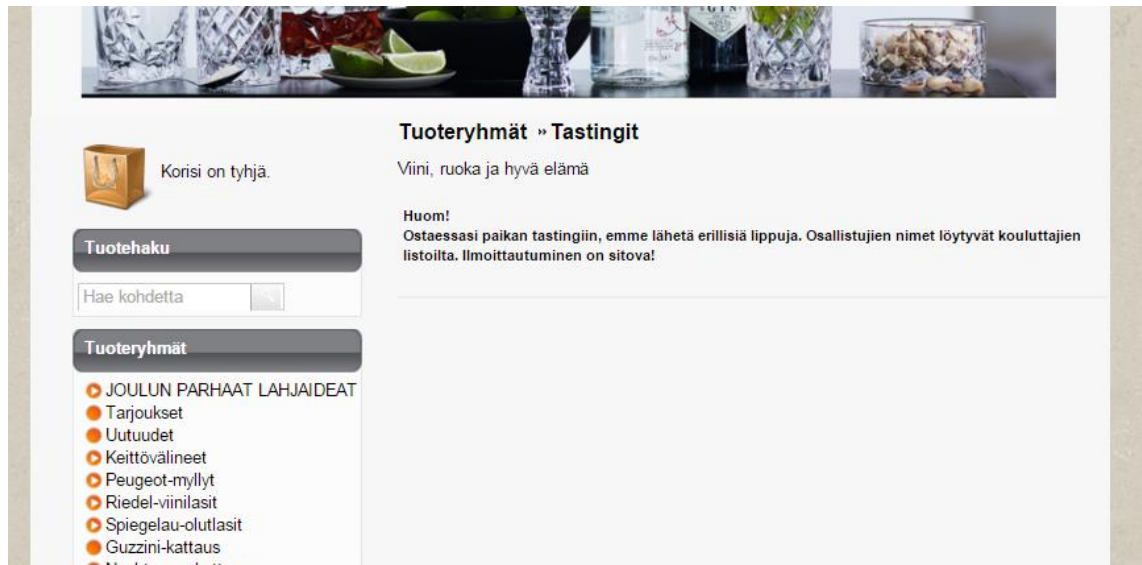 GIN
Tuoteryhmät » Tastingit
Viini, ruoka ja hyvä elämä
Huom!
Ostaessasi paikan tastingiin, emme lähetä erillisiä lippuja. Osallistujien nimet löytyvät kouluttajien
listoilta. Ilmoittautuminen on sitova!
Korisi on tyhjä.
Tuotehaku
Hae kohdetta
Tuoteryhmät
JOULUN PARHAAT LAHJAIDEAT
Tarjoukset
Uutuudet
Keittövälineet
Peugeot-myllyt
Riedel-viinilasit
Spiegelau-olutlasit
Guzzini-kattaus